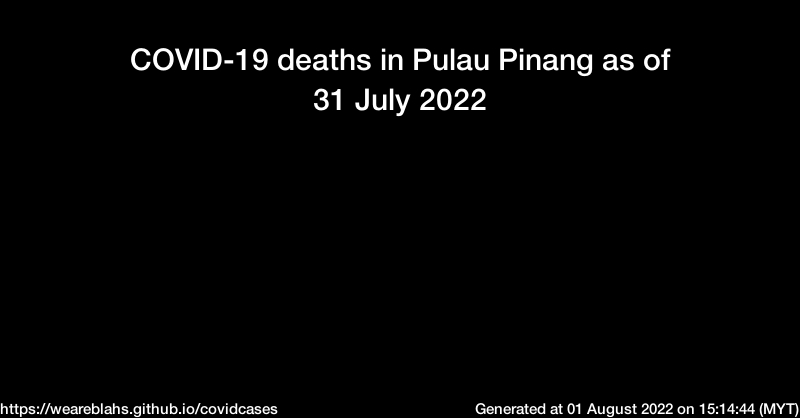 COVID-19 deaths in Pulau Pinang as of
31 July 2022
https://weareblahs.github.io/covidcases
Generated at 01 August 2022 on 15:14:44 (MYT)